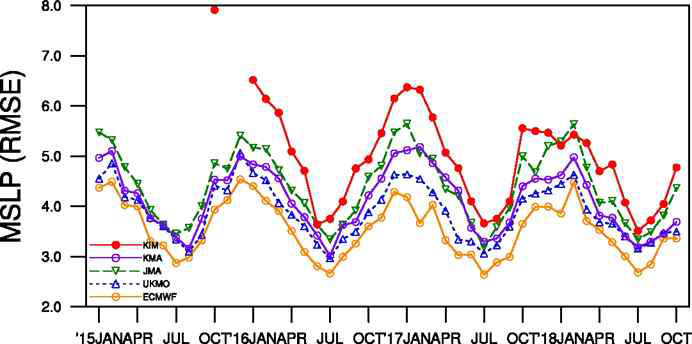 8.0
7.0
6.0
5.0
4.0
3.0
2.0
MSLP (RMSE)
KIM
KMA
JMA
UKMO
ECMWF
'15JANAPR JUL OCT'16JANAPR JUL OCT'17JANAPR JUL OCT'18JANAPR JUL OCT